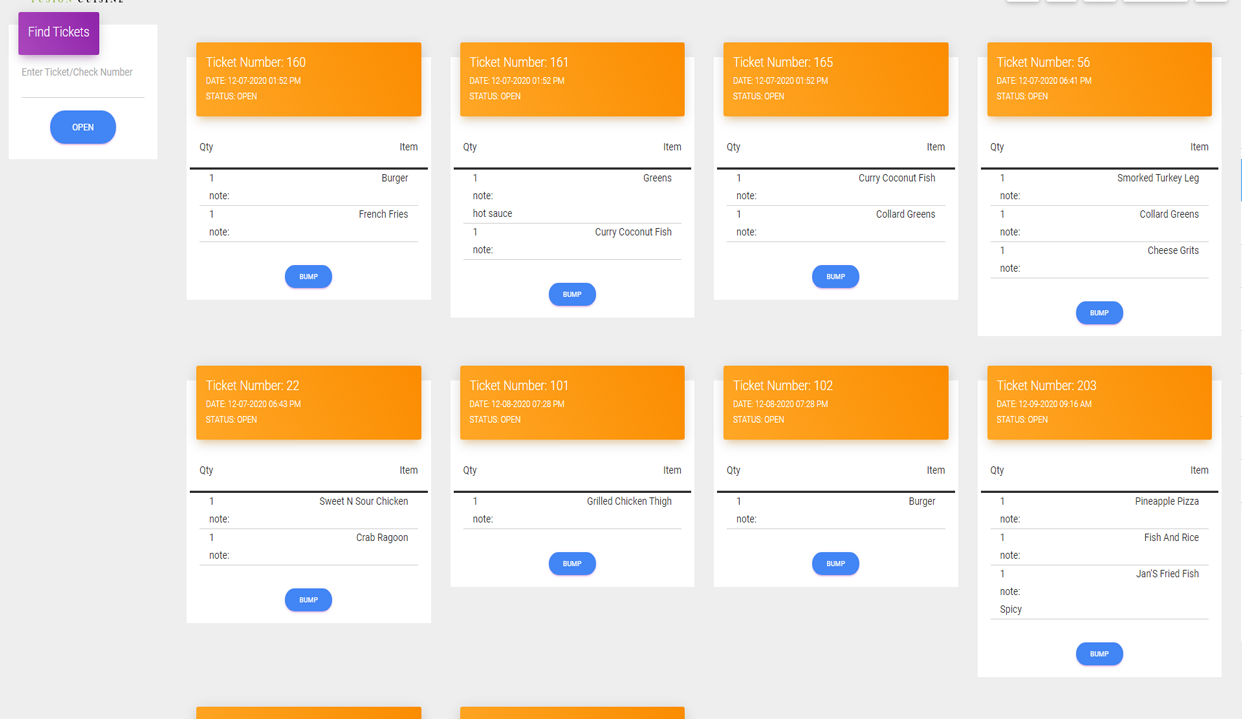 Find Tickets
Enter Ticket/Check Number
OPEN
Ticket Number: 160
DATE: 12-07-2020 01:52 PM
STATUS: OPEN
Qty Item
1 Burger
note:
1 French Fries
note:
BUMP
Ticket Number: 161
DATE: 12-07-2020 01:52 PM
STATUS: OPEN
Qty Item
1 Greens
note:
hot sauce
1 Curry Coconut Fish
note:
BUMP
Ticket Number: 165
DATE: 12-07-2020 01:52 PM
STATUS: OPEN
Qty Item
1 Curry Coconut Fish
note:
1 Collard Greens
note:
BUMP
Ticket Number: 56
DATE: 12-07-2020 06:41 PM
STATUS: OPEN
Qty Item
1 Smorked Turkey Leg
note:
1 Collard Greens
note:
1 Cheese Grits
note:
BUMP
Ticket Number: 22
DATE: 12-07-2020 06:43 PM
STATUS: OPEN
Qty Item
1 Sweet N Sour Chicken
note:
1 Crab Ragoon
note:
BUMP
Ticket Number: 101
DATE: 12-08-2020 07:28 PM
STATUS: OPEN
Qty Item
1 Grilled Chicken Thigh
note:
BUMP
Ticket Number: 102
DATE: 12-08-2020 07:28 PM
STATUS: OPEN
Qty Item
1 Burger
note:
BUMP
Ticket Number: 203
DATE: 12-09-2020 09:16 AM
STATUS: OPEN
Qty Item
1 Pineapple Pizza
note:
1 Fish And Rice
note:
1 Jan'S Fried Fish
note:
Spicy
BUMP